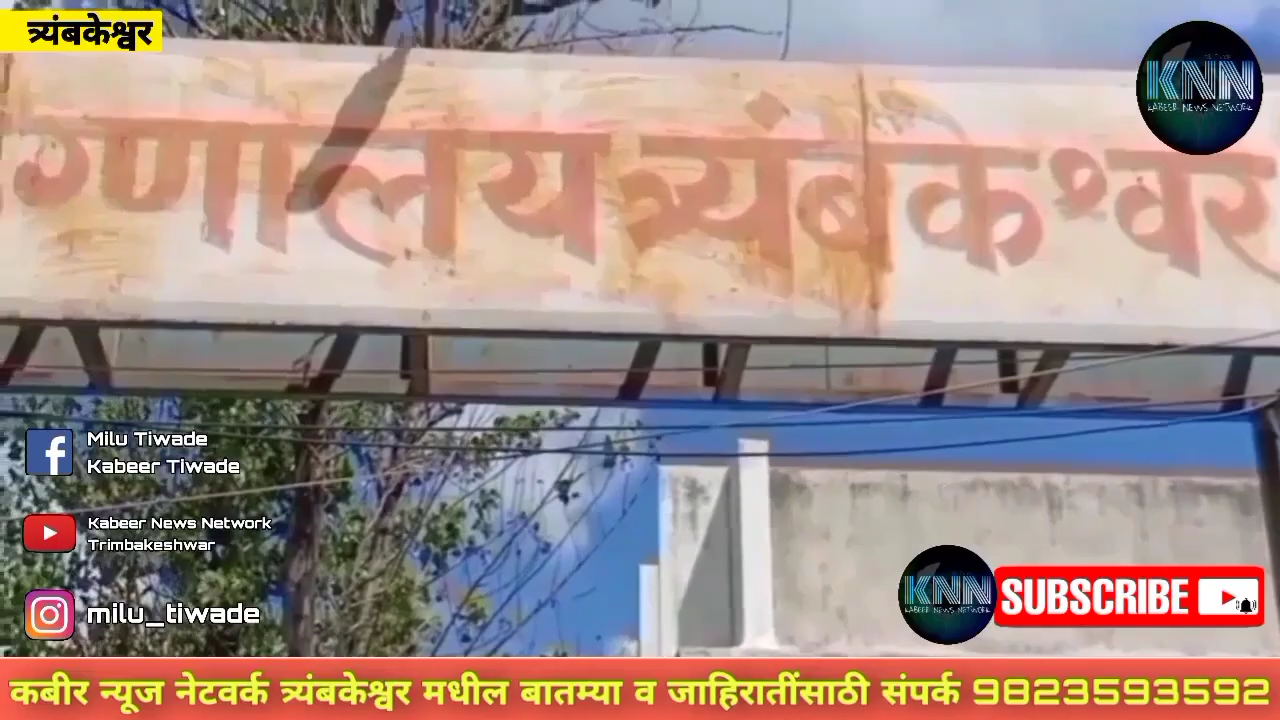 त्र्यंबकेश्वर
KNN
KABEER NEWS NETWORK
ग्णालय त्र्यंबकेश्वर
Milu Tiwade
Kabeer Tiwade
Kabeer News Network
Trimbakeshwar
milu_tiwade
KNN
KABEER NEWS NETWORK
SUBSCRIBE
कबीर न्यूज नेटवर्क त्र्यंबकेश्वर मधील बातम्या व जाहिरातींसाठी संपर्क 9823593592